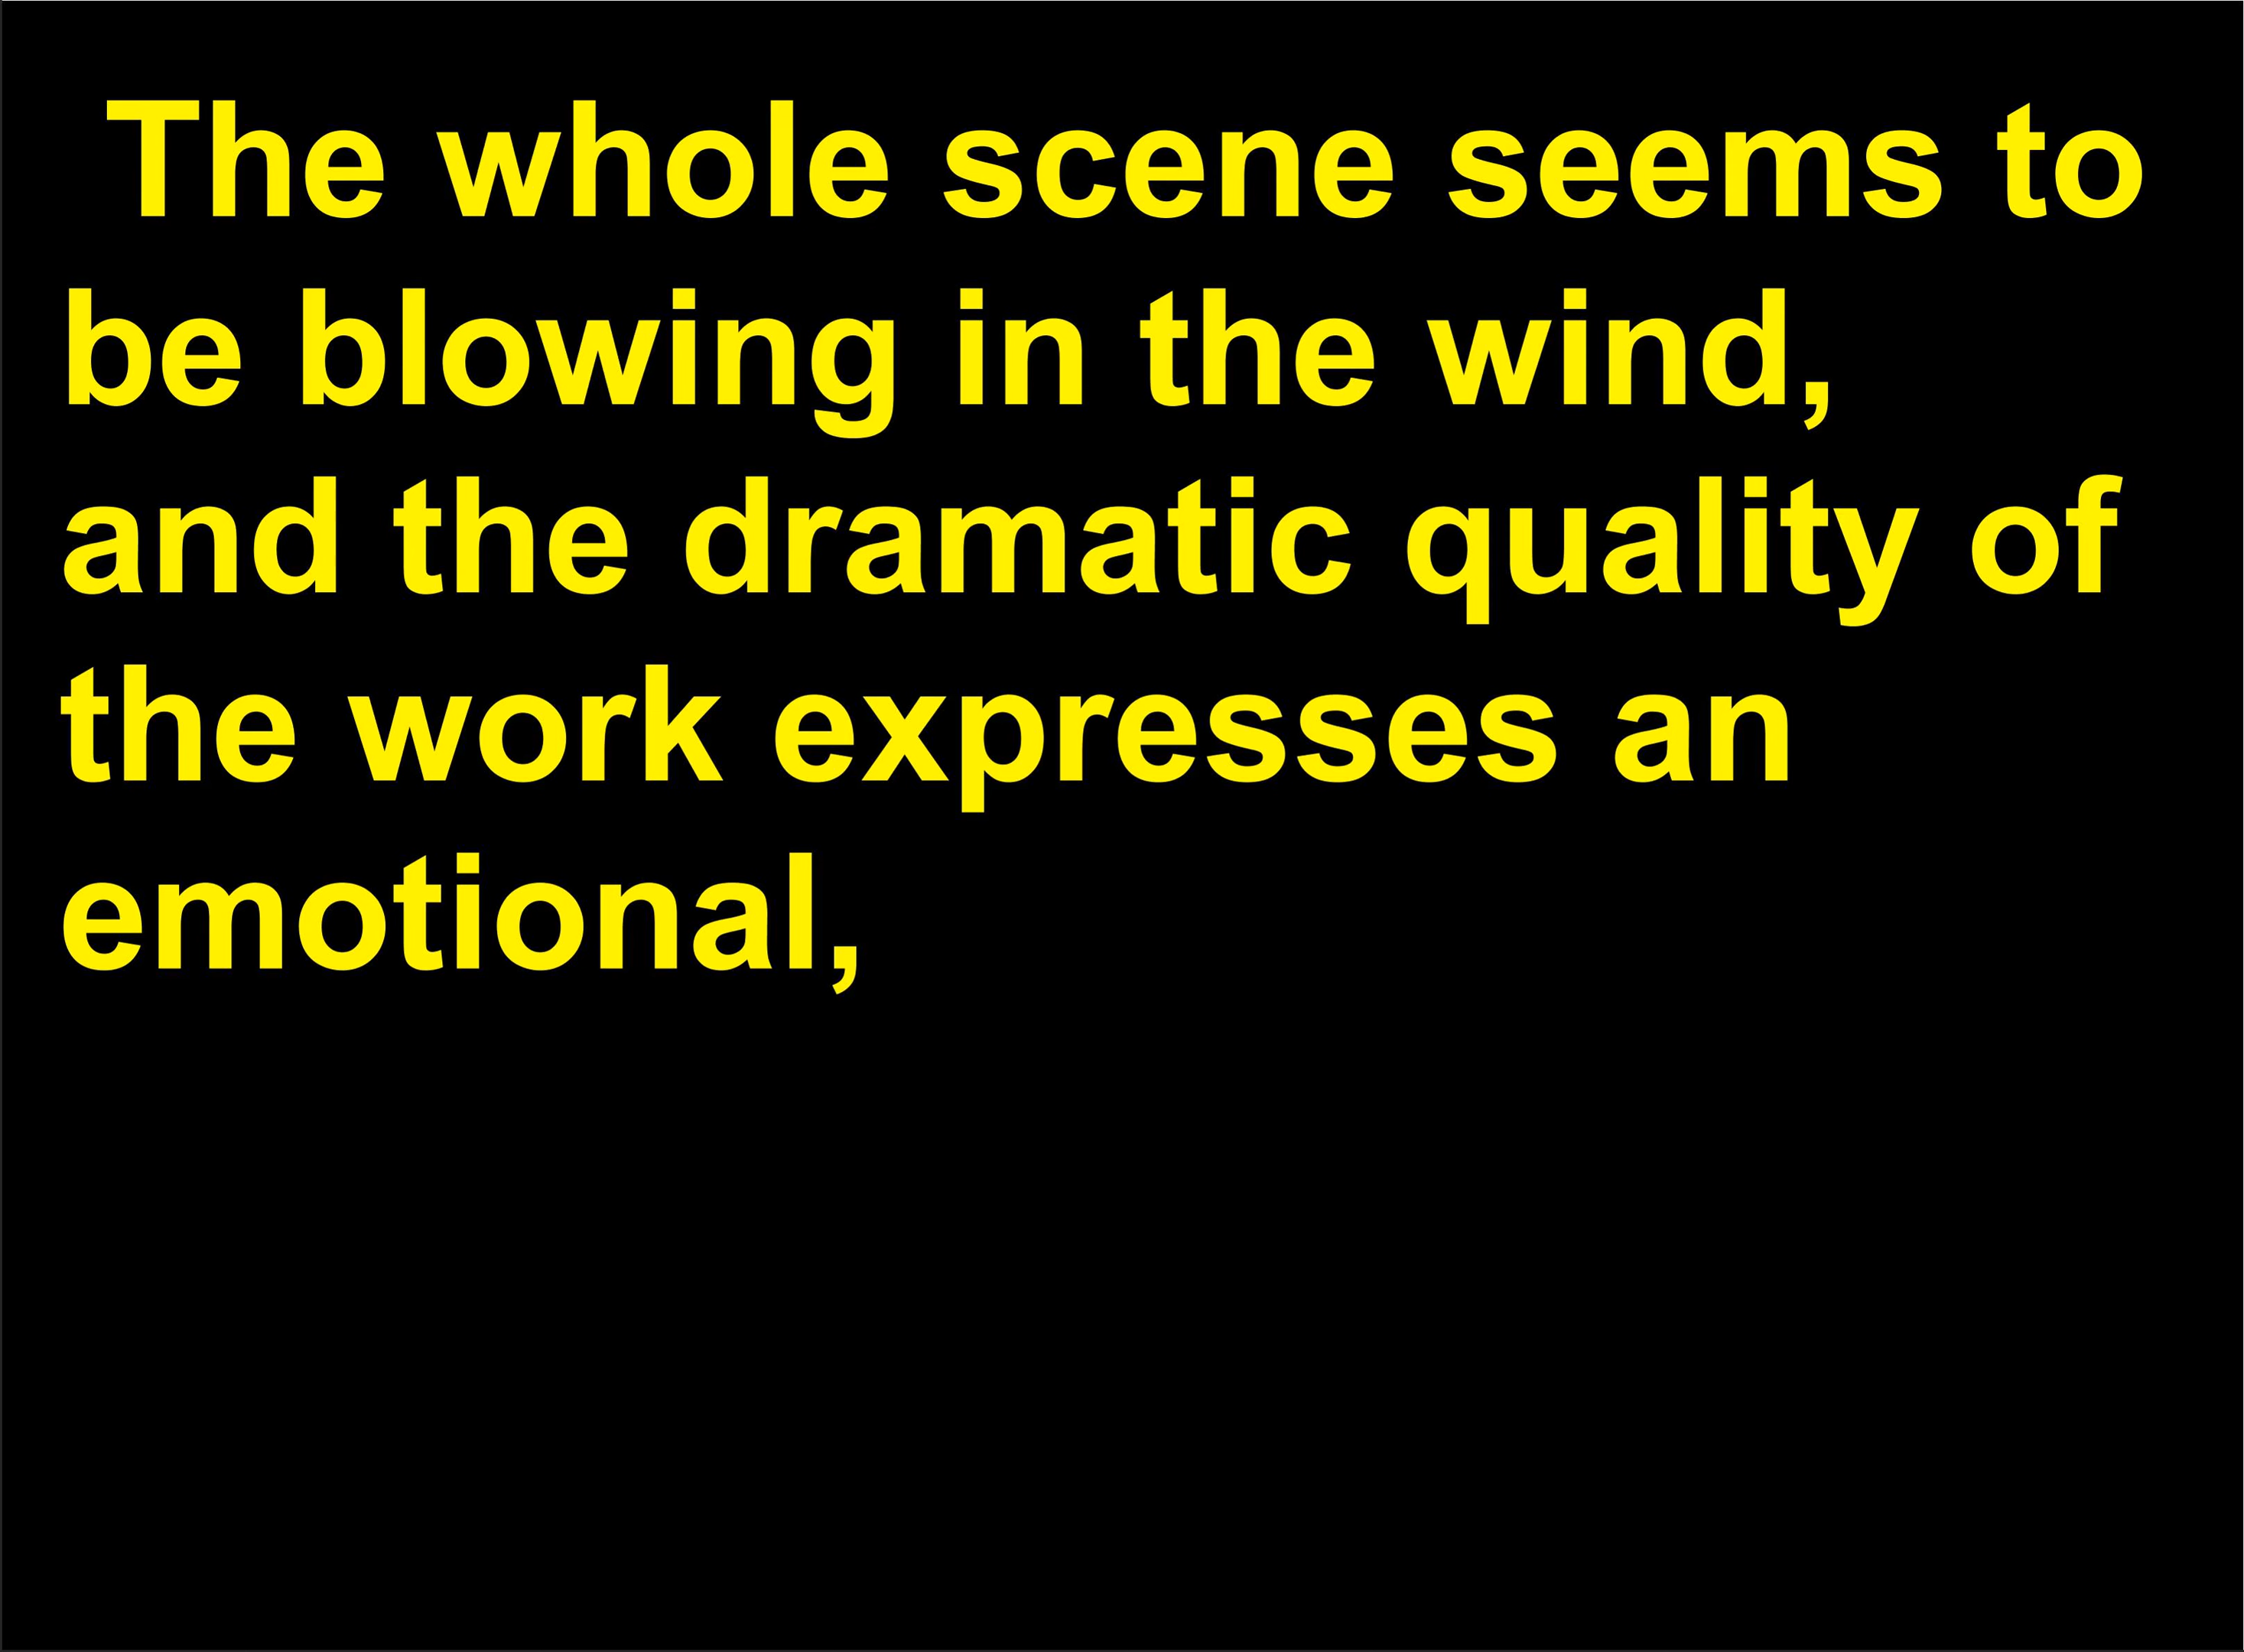 The whole scene seems to
be blowing in the wind,
and the dramatic quality of
the work expresses an
emotional,